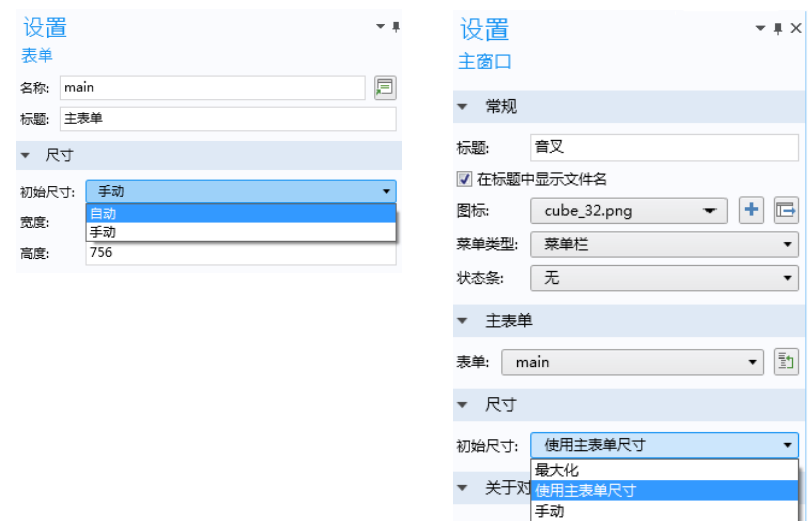 设置
表单
名称: main
标题: 主表单
尺寸
初始尺寸: 手动
自动
宽度:
手动
高度: 756
设置
主窗口
常规
标题: 音叉
在标题中显示文件名
图标: cube_32.png
菜单类型: 菜单栏
状态条: 无
主表单
表单: main
尺寸
初始尺寸: 使用主表单尺寸
最大化
关于对
使用主表单尺寸
手动